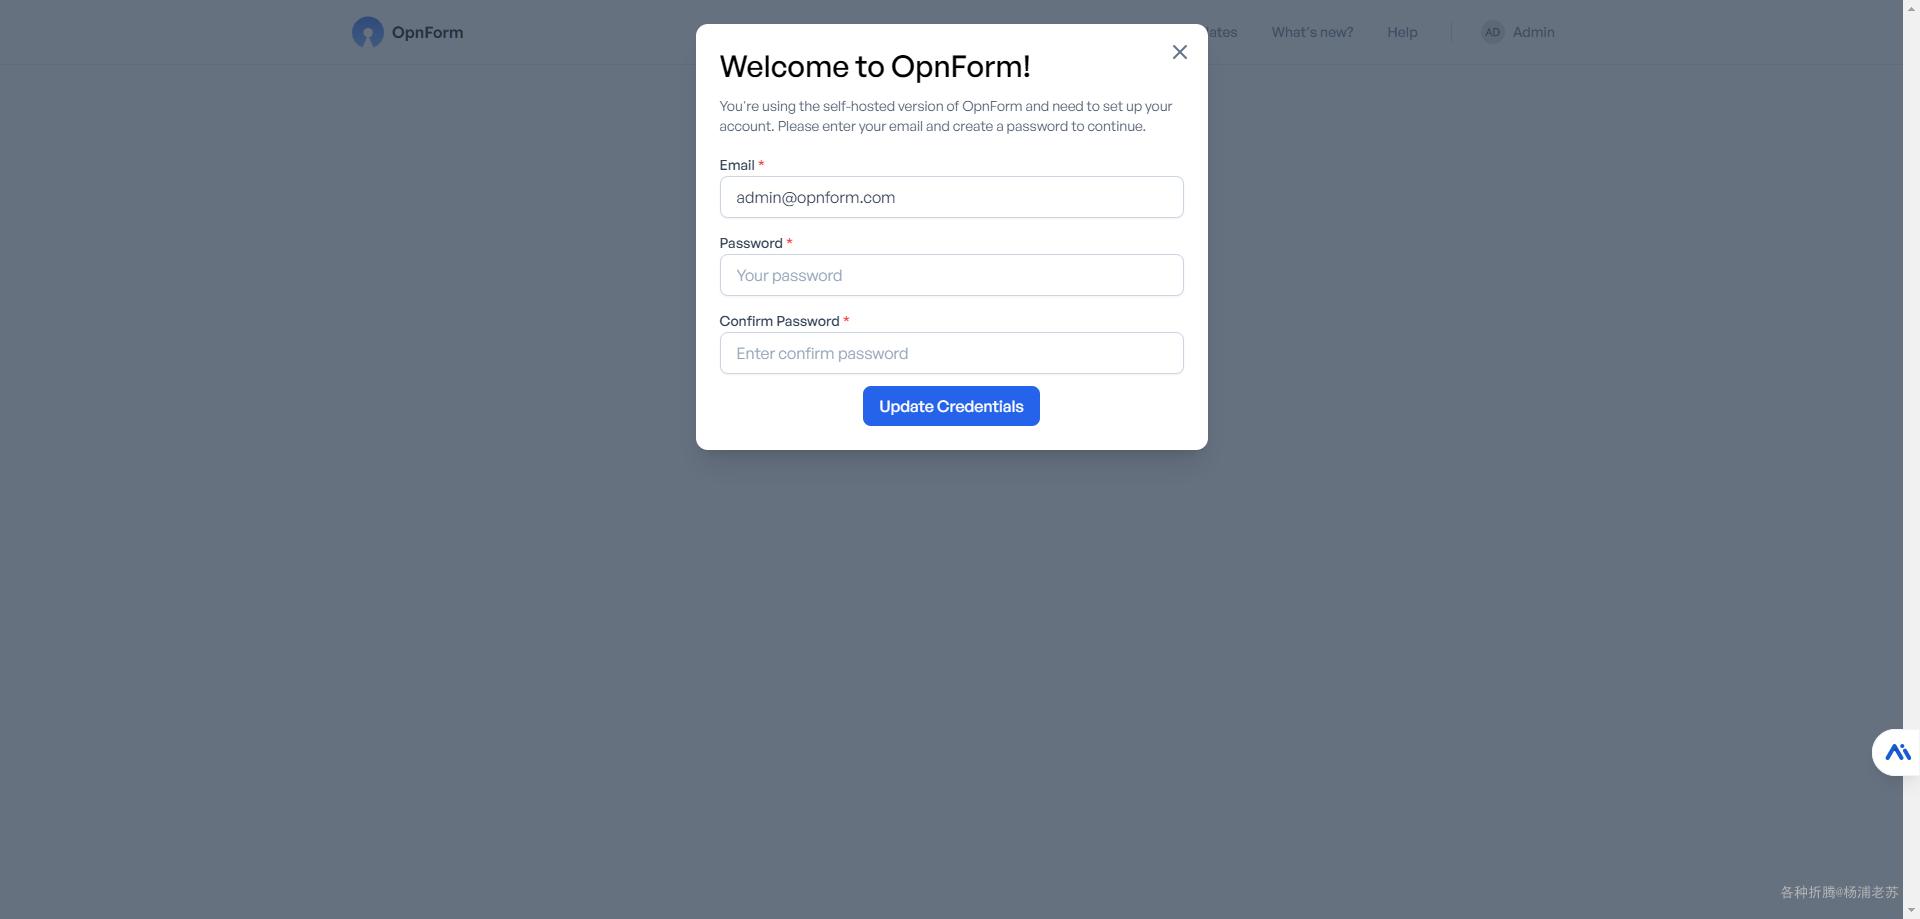 OpnForm
What's new?
Help
AD
Admin
Welcome to OpnForm!
You're using the self-hosted version of OpnForm and need to set up your
account. Please enter your email and create a password to continue.
Email *
admin@opnform.com
Password *
Your password
Confirm Password *
Enter confirm password
Update Credentials
各种折腾@杨浦老苏